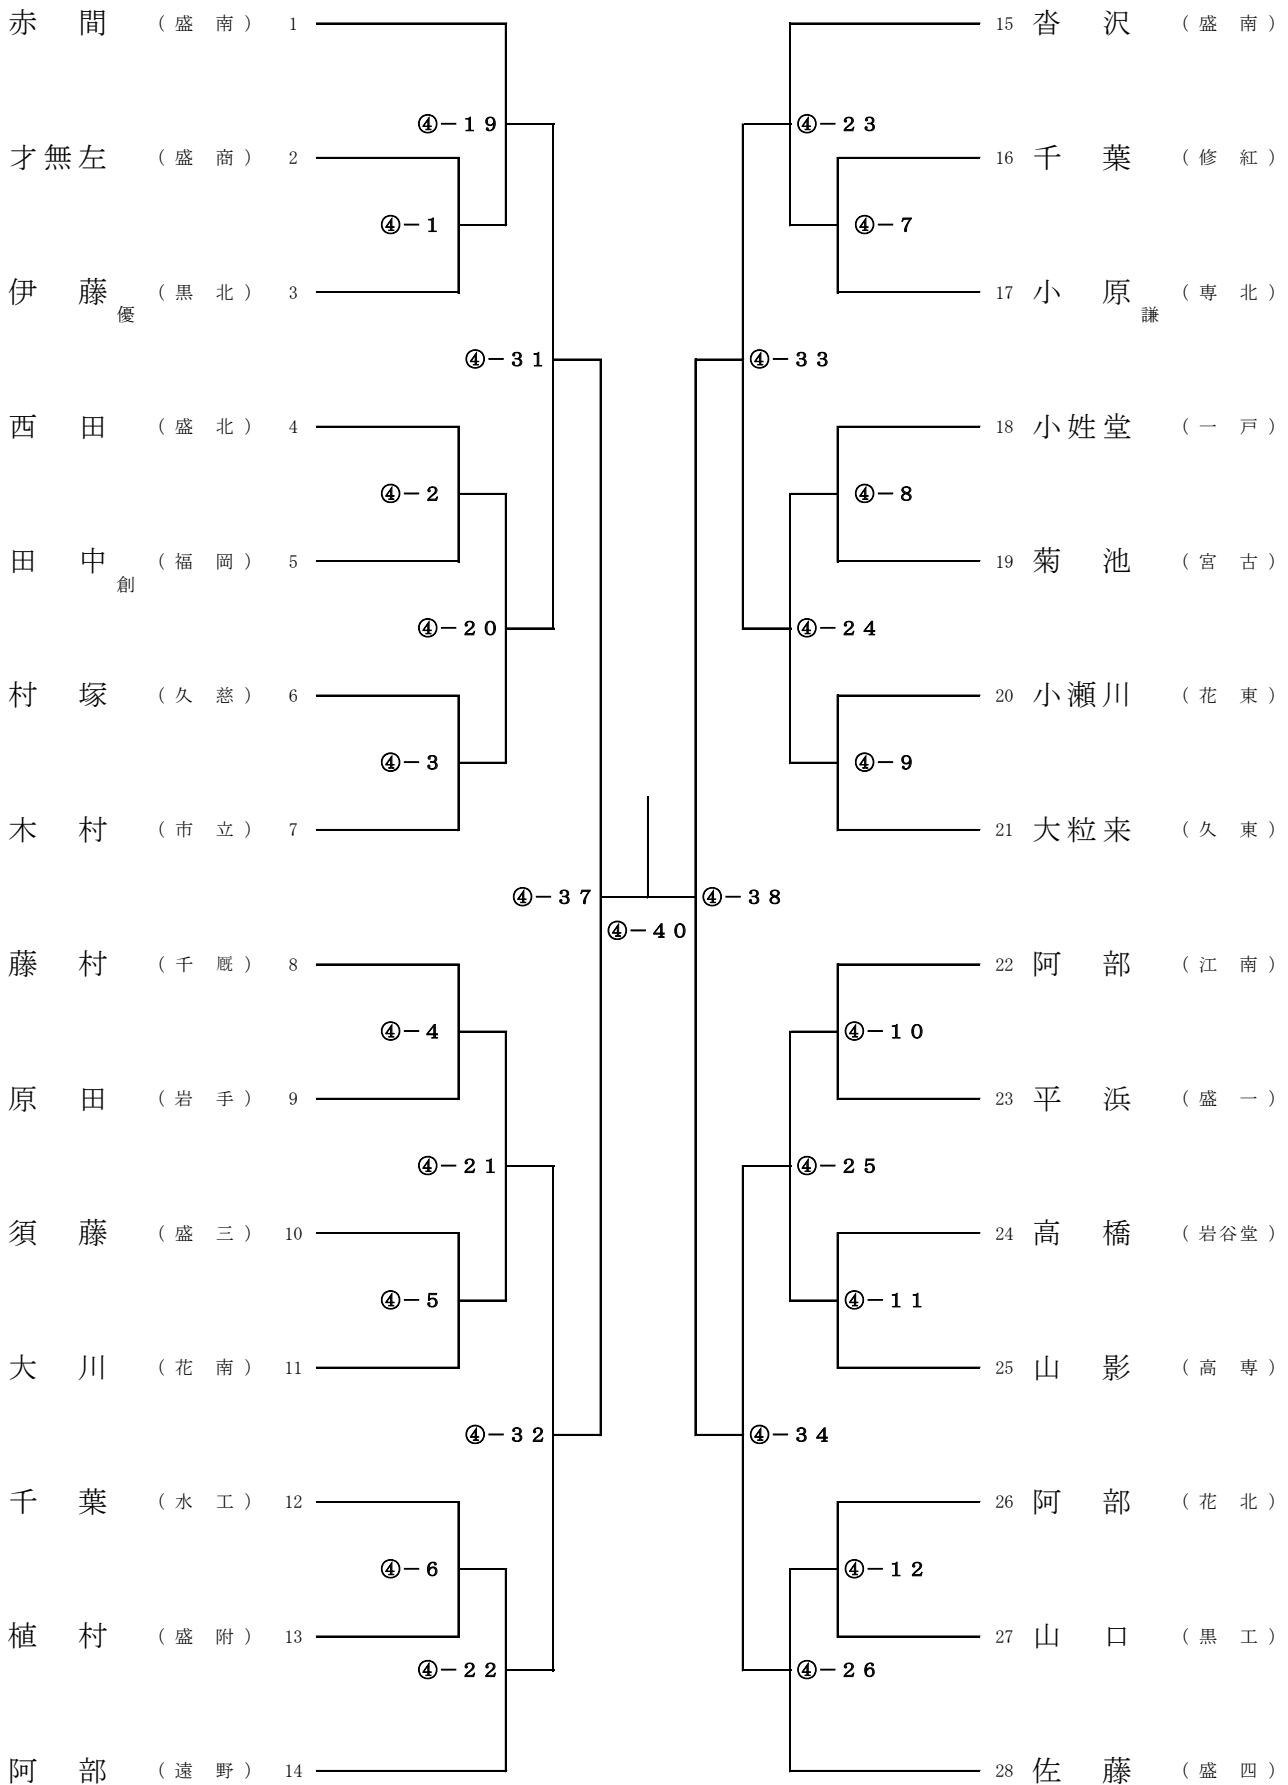 赤間 (盛南) 1
15 沓沢 (盛南)
④-19
④-23
才無左 (盛商) 2
16 千葉 (修紅)
④-1
④-7
伊藤優 (黒北) 3
17 小原謙 (専北)
④-31
④-33
西田 (盛北) 4
18 小姓堂 (一戸)
④-2
④-8
田中創 (福岡) 5
19 菊池 (宮古)
④-20
④-24
村塚 (久慈) 6
20 小瀬川 (花東)
④-3
④-9
木村 (市立) 7
21 大粒来 (久東)
④-37
④-38
④-40
藤村 (千厩) 8
22 阿部 (江南)
④-4
④-10
原田 (岩手) 9
23 平浜 (盛一)
④-21
④-25
須藤 (盛三) 10
24 高橋 (岩谷堂)
④-5
④-11
大川 (花南) 11
25 山影 (高専)
④-32
④-34
千葉 (水工) 12
26 阿部 (花北)
④-6
④-12
植村 (盛附) 13
27 山口 (黒工)
④-22
④-26
阿部 (遠野) 14
28 佐藤 (盛四)